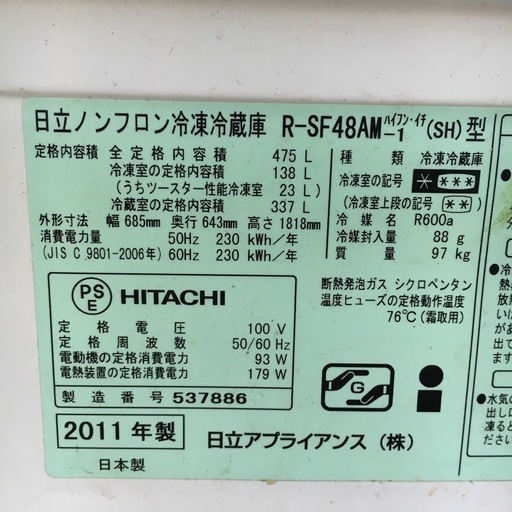 日立ノンフロン冷凍冷蔵庫 R-SF48AM-1 ハイフン・イチ (SH) 型
定格内容積 全定格内容積 475 L
冷凍室の定格内容積 138 L
(うちツースター性能冷凍室 23 L)
冷蔵室の定格内容積 337 L
外形寸法 幅 685mm 奥行 643mm 高さ 1818mm
消費電力量 50Hz 230 kWh/年
(JIS C 9801-2006年) 60Hz 230 kWh/年
種類 冷凍冷蔵庫
冷凍室の記号 * ***
(冷凍室上段の記号 **)
冷媒名 R600a
冷媒封入量 88 g
質量 97 kg
断熱発泡ガス シクロペンタン
温度ヒューズの定格動作温度
76℃ (霜取用)
PSE HITACHI
定格電圧 100 V
定格周波数 50/60 Hz
電動機の定格消費電力 93 W
電熱装置の定格消費電力 179 W
製造番号 537886
G
2011年製
日立アプライアンス (株)
日本製